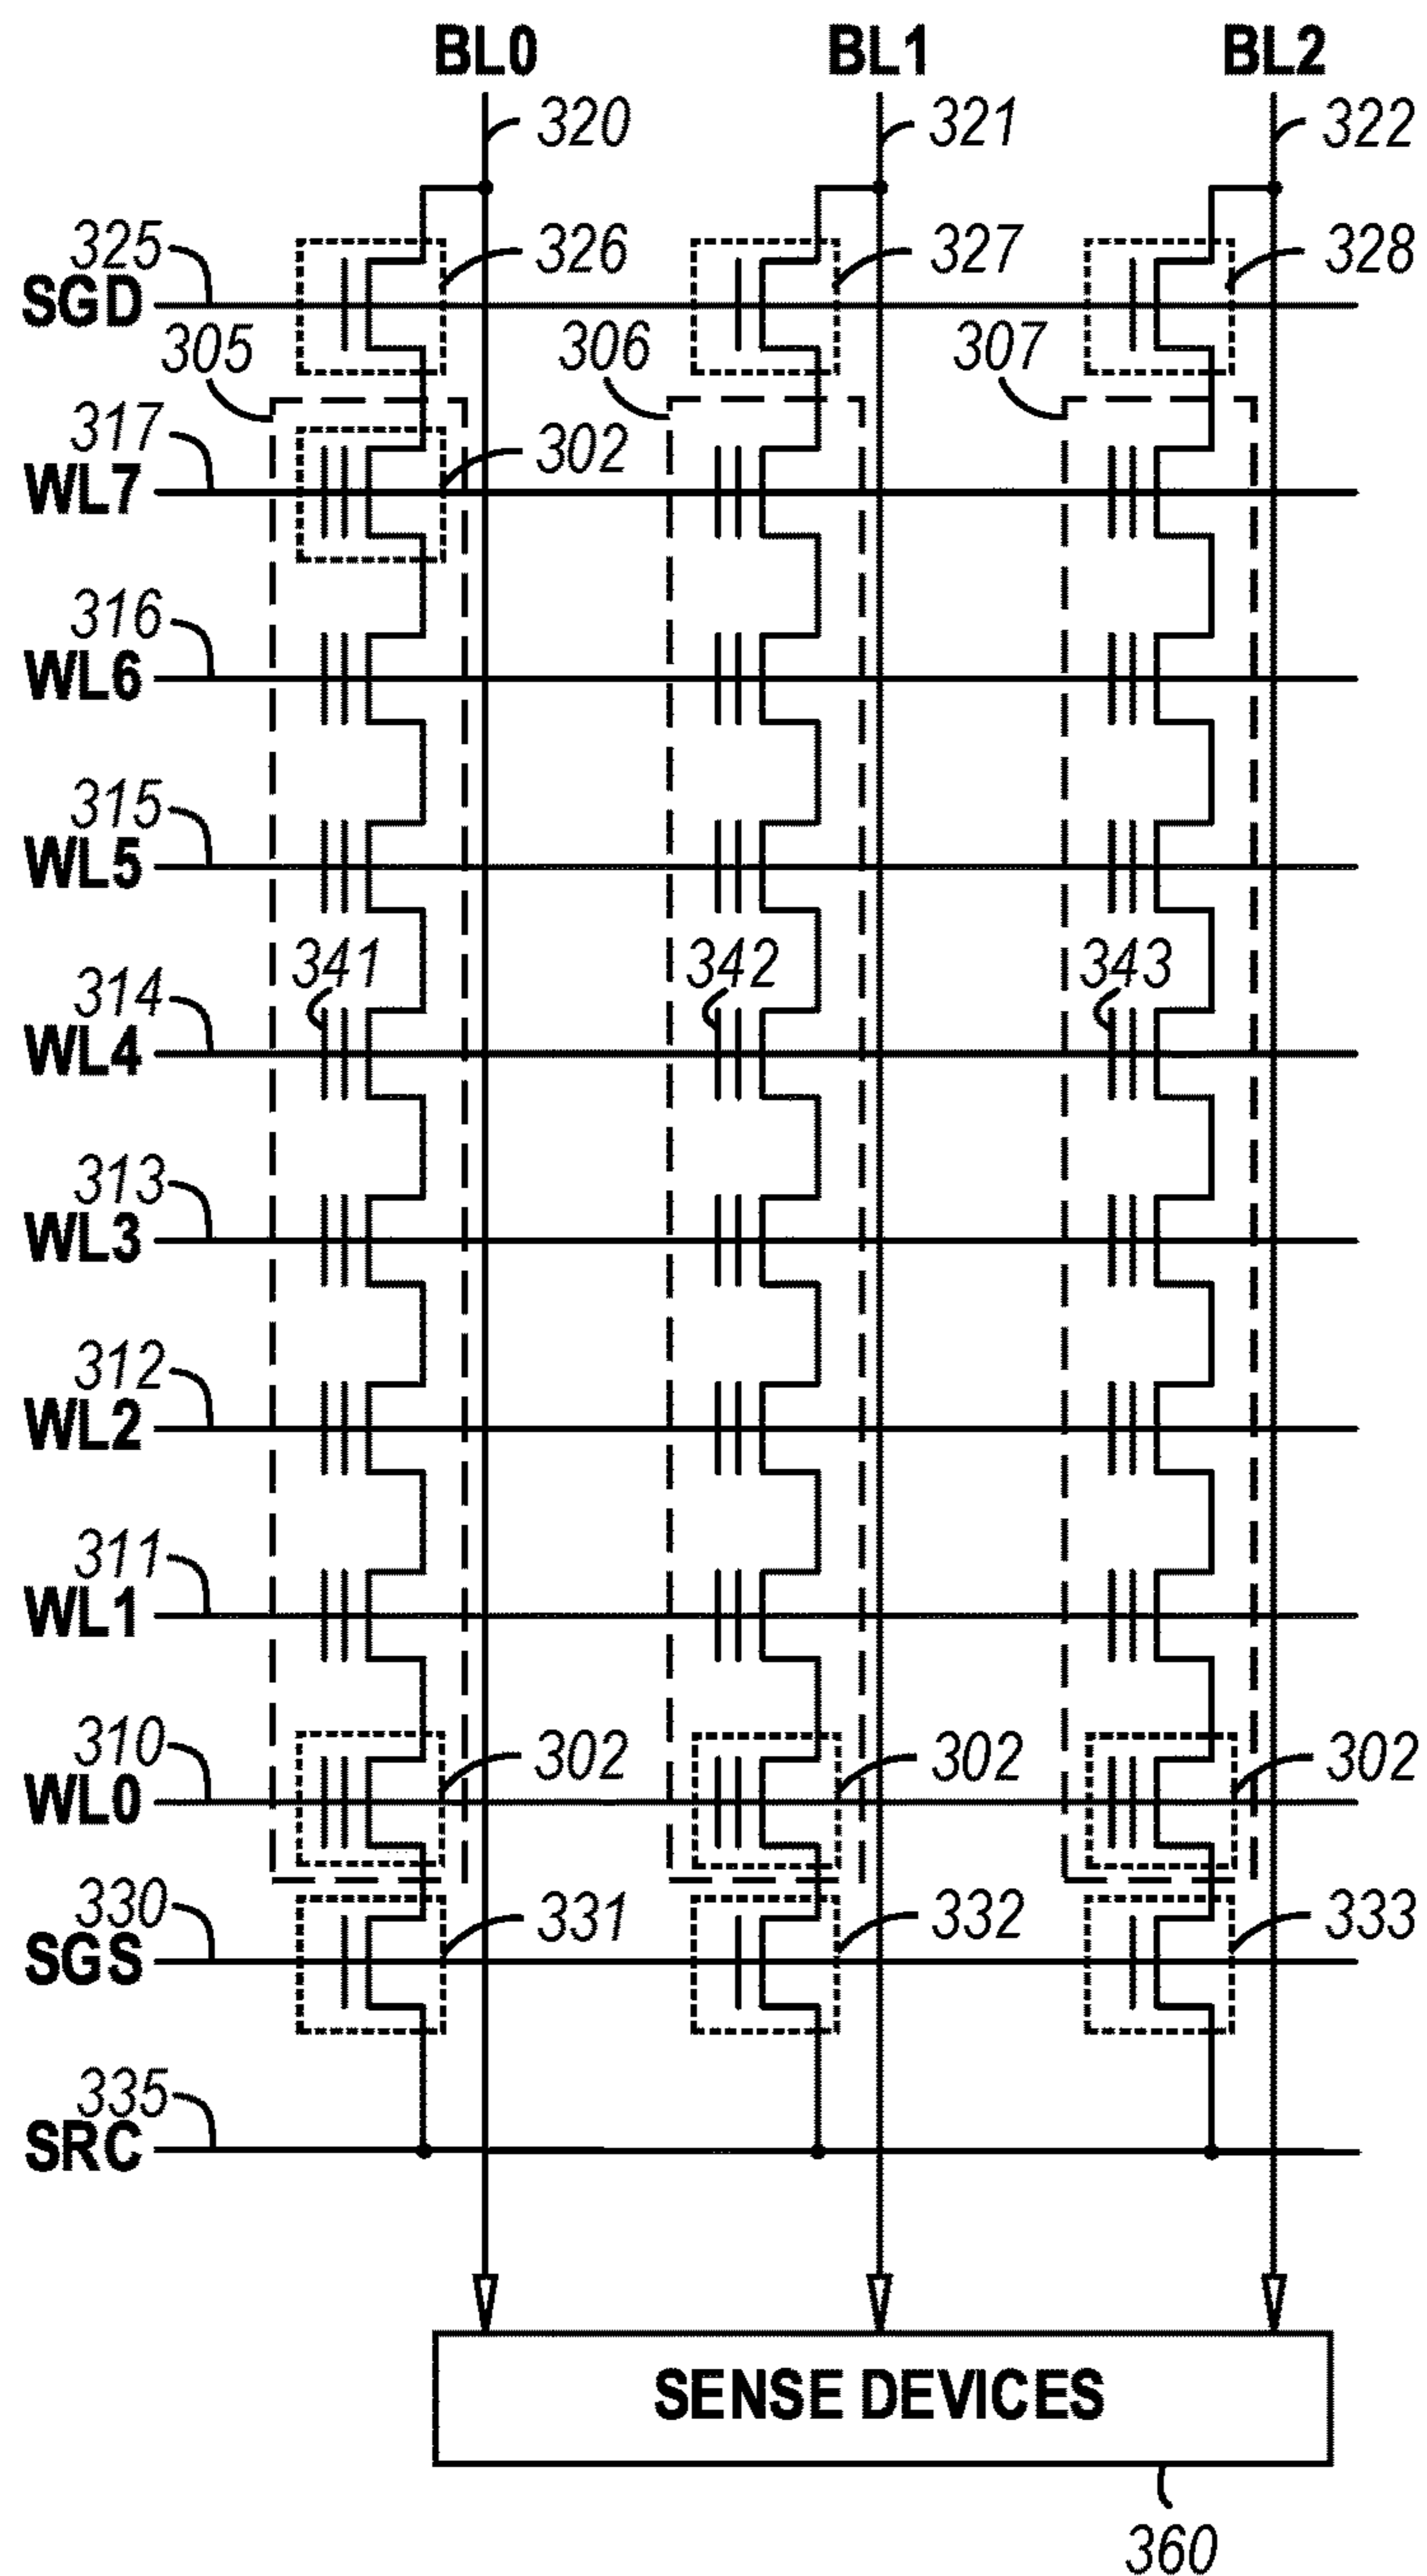 BL0 BL1 BL2
320 321 322
325 326 327 328
SGD
305 306 307
317 302
WL7
316
WL6
315
WL5
314 341 342 343
WL4
313
WL3
312
WL2
311
WL1
310 302 302 302
WL0
330 331 332 333
SGS
335
SRC
SENSE DEVICES
360